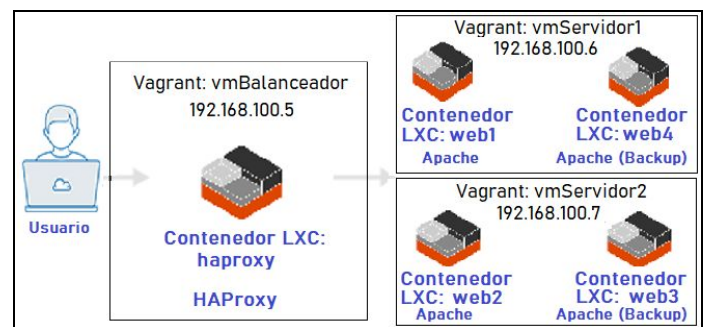 Usuario
Vagrant: vmBalanceador
192.168.100.5
Contenedor LXC:
haproxy
HAProxy
Vagrant: vmServidor1
192.168.100.6
Contenedor
LXC: web1
Apache
Contenedor
LXC: web4
Apache (Backup)
Vagrant: vmServidor2
192.168.100.7
Contenedor
LXC: web2
Apache
Contenedor
LXC: web3
Apache (Backup)